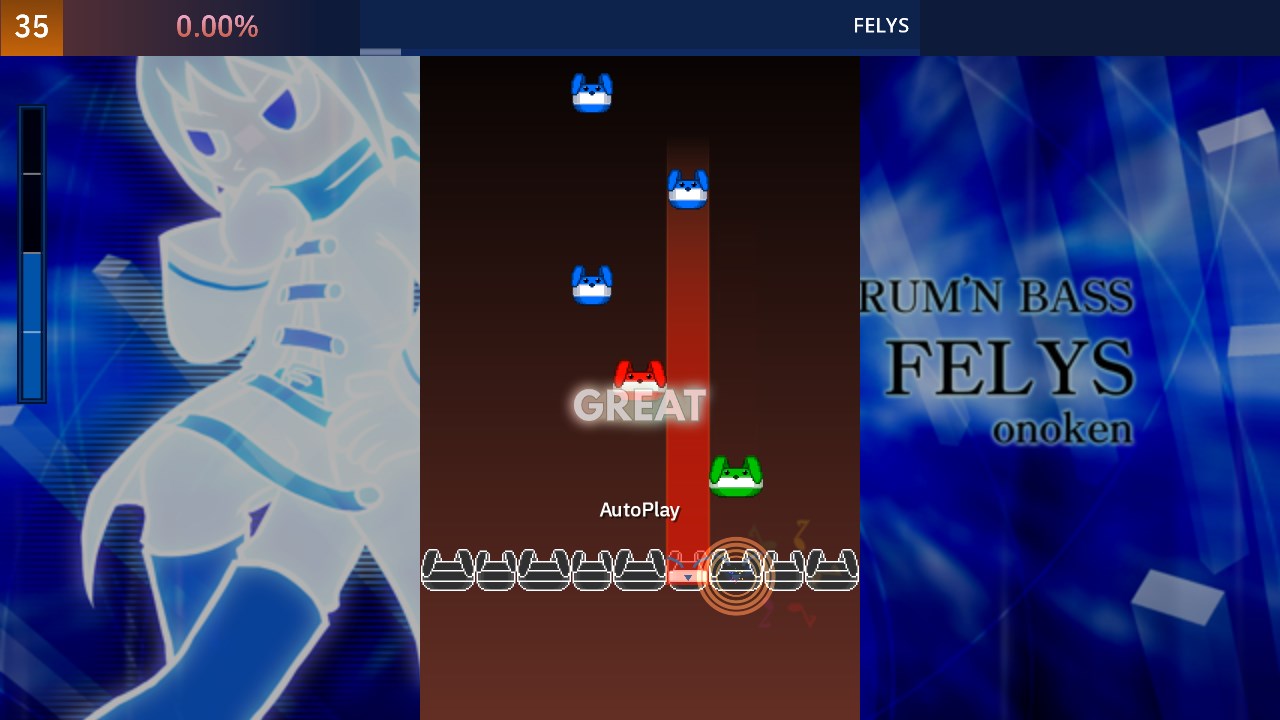 35
0.00%
FELYS
RUM'N BASS
FELYS
onoken
GREAT
AutoPlay